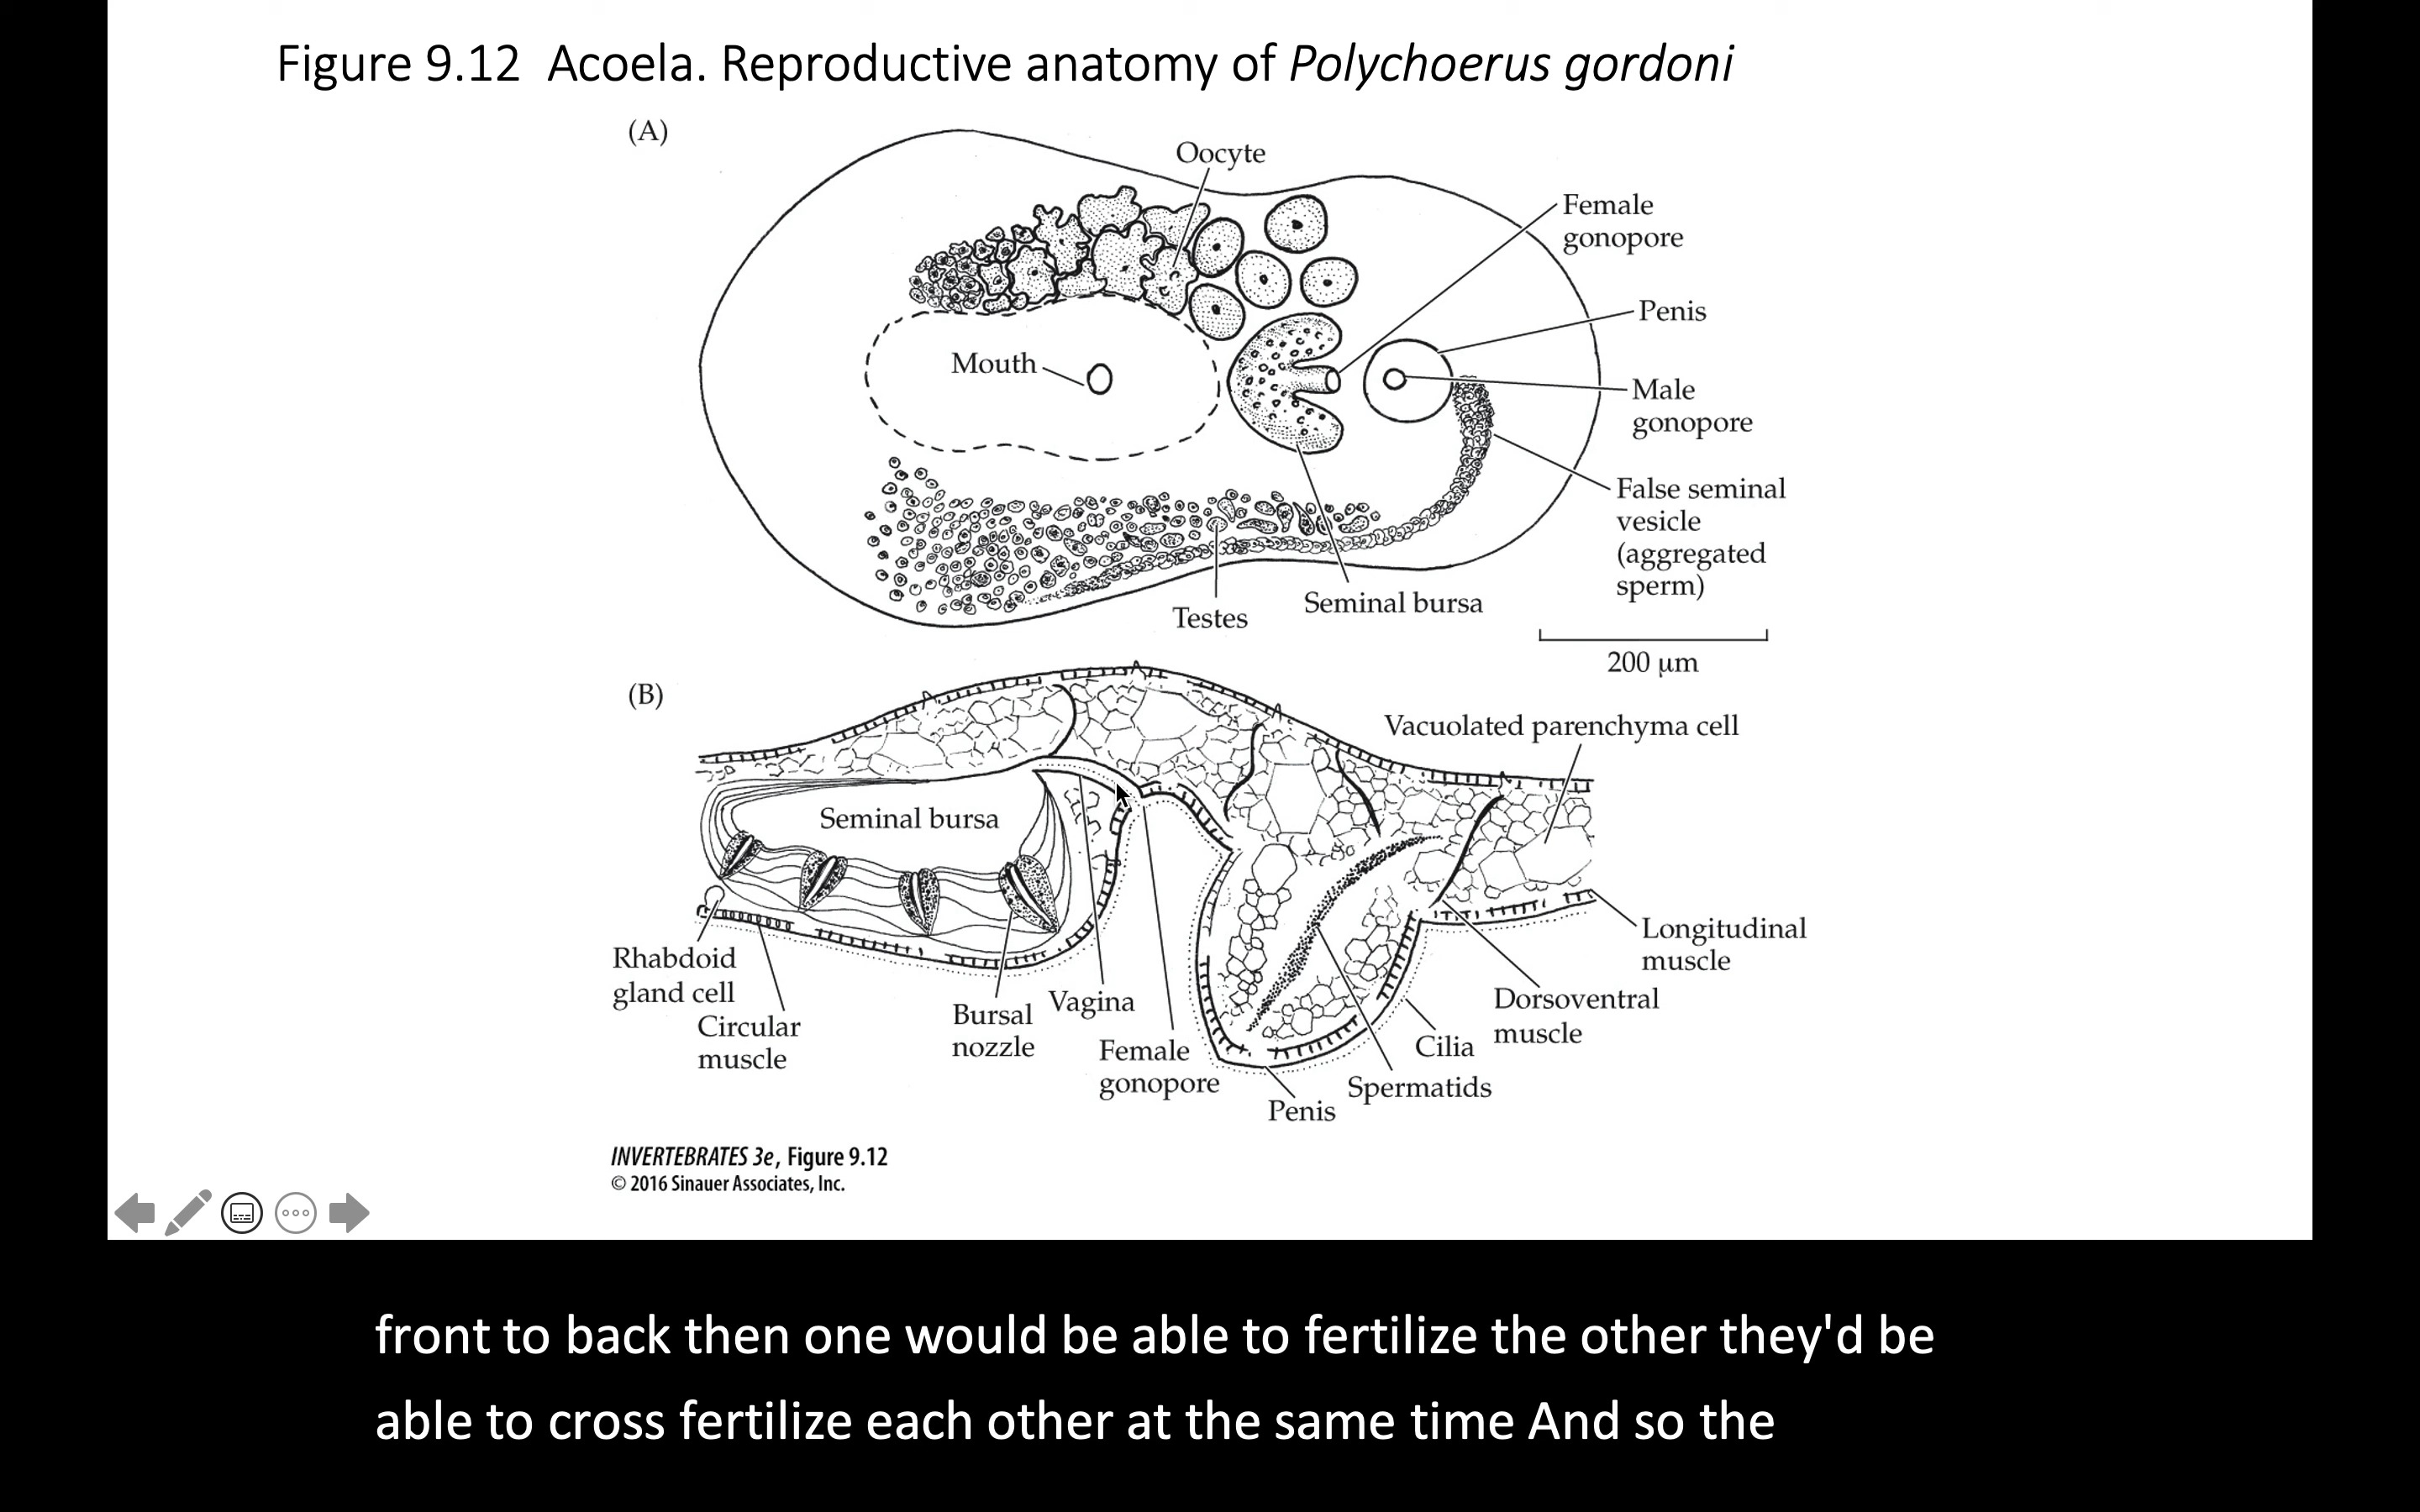 Figure 9.12 Acoela. Reproductive anatomy of Polychoerus gordoni
(A)
Oocyte
Female
gonopore
Penis
Mouth
Male
gonopore
False seminal
vesicle
(aggregated
sperm)
Testes
Seminal bursa
200 µm
(B)
Vacuolated parenchyma cell
Seminal bursa
Rhabdoid
gland cell
Circular
muscle
Bursal
nozzle
Vagina
Female
gonopore
Penis
Spermatids
Cilia
Dorsoventral
muscle
Longitudinal
muscle
INVERTEBRATES 3e, Figure 9.12
© 2016 Sinauer Associates, Inc.
front to back then one would be able to fertilize the other they'd be
able to cross fertilize each other at the same time And so the